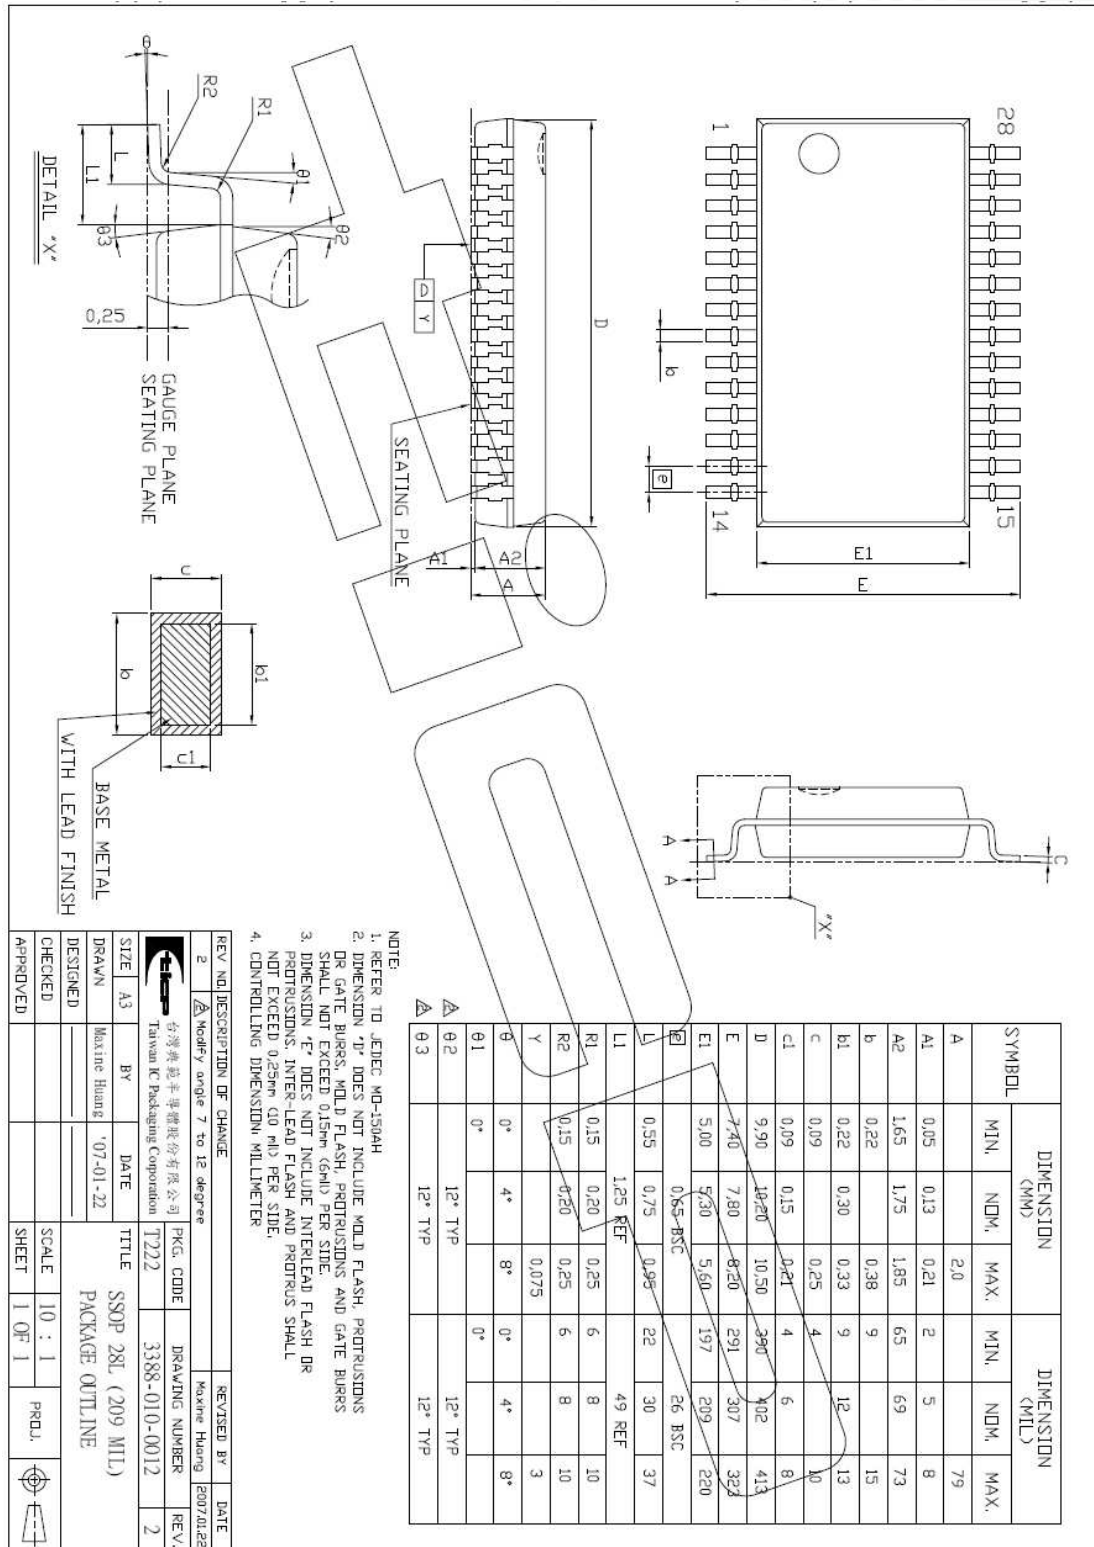 28
15
1
14
b
e
E1
E
D
D Y
SEATING PLANE
A1
A2
A
θ
R2
R1
L
L1
θ1
θ2
θ3
DETAIL "X"
0,25
GAUGE PLANE
SEATING PLANE
c
b
b1
c1
BASE METAL
WITH LEAD FINISH
A
A
C
"X"
SYMBOL DIMENSION (MM) DIMENSION (MIL)
MIN. NOM. MAX. MIN. NOM. MAX.
A 2,0 79
A1 0,05 0,13 0,21 2 5 8
A2 1,65 1,75 1,85 65 69 73
b 0,22 0,38 9 15
b1 0,22 0,30 0,33 9 12 13
c 0,09 0,25 4 10
c1 0,09 0,15 0,21 4 6 8
D 9,90 10,20 10,50 390 402 413
E 7,40 7,80 8,20 291 307 323
E1 5,00 5,30 5,60 197 209 220
e 0,65 BSC 26 BSC
L 0,55 0,75 0,95 22 30 37
L1 1,25 REF 49 REF
R1 0,15 0,20 0,25 6 8 10
R2 0,15 0,20 0,25 6 8 10
Y 0,075 3
θ 0° 4° 8° 0° 4° 8°
θ1 0° 0°
2 θ2 12° TYP 12° TYP
2 θ3 12° TYP 12° TYP
NOTE:
1. REFER TO JEDEC MO-150AH
2. DIMENSION "D" DOES NOT INCLUDE MOLD FLASH, PROTRUSIONS
OR GATE BURRS, MOLD FLASH, PROTRUSIONS AND GATE BURRS
SHALL NOT EXCEED 0,15mm (6mil) PER SIDE.
3. DIMENSION "E" DOES NOT INCLUDE INTERLEAD FLASH OR
PROTRUSIONS. INTER-LEAD FLASH AND PROTRUS SHALL
NOT EXCEED 0,25mm (10 mil) PER SIDE.
4. CONTROLLING DIMENSION: MILLIMETER
REV NO. DESCRIPTION OF CHANGE REVISED BY DATE
2 2 Modify angle 7 to 12 degree Maxine Huang 2007.01.22
ticp
台灣典範半導體股份有限公司
Taiwan IC Packaging Corporation
PKG. CODE DRAWING NUMBER REV.
T222 3388-010-0012 2
SIZE A3 BY DATE
DRAWN Maxine Huang '07-01-22
DESIGNED
CHECKED
APPROVED
TITLE
SSOP 28L (209 MIL)
PACKAGE OUTLINE
SCALE 10 : 1
SHEET 1 OF 1
PROJ.